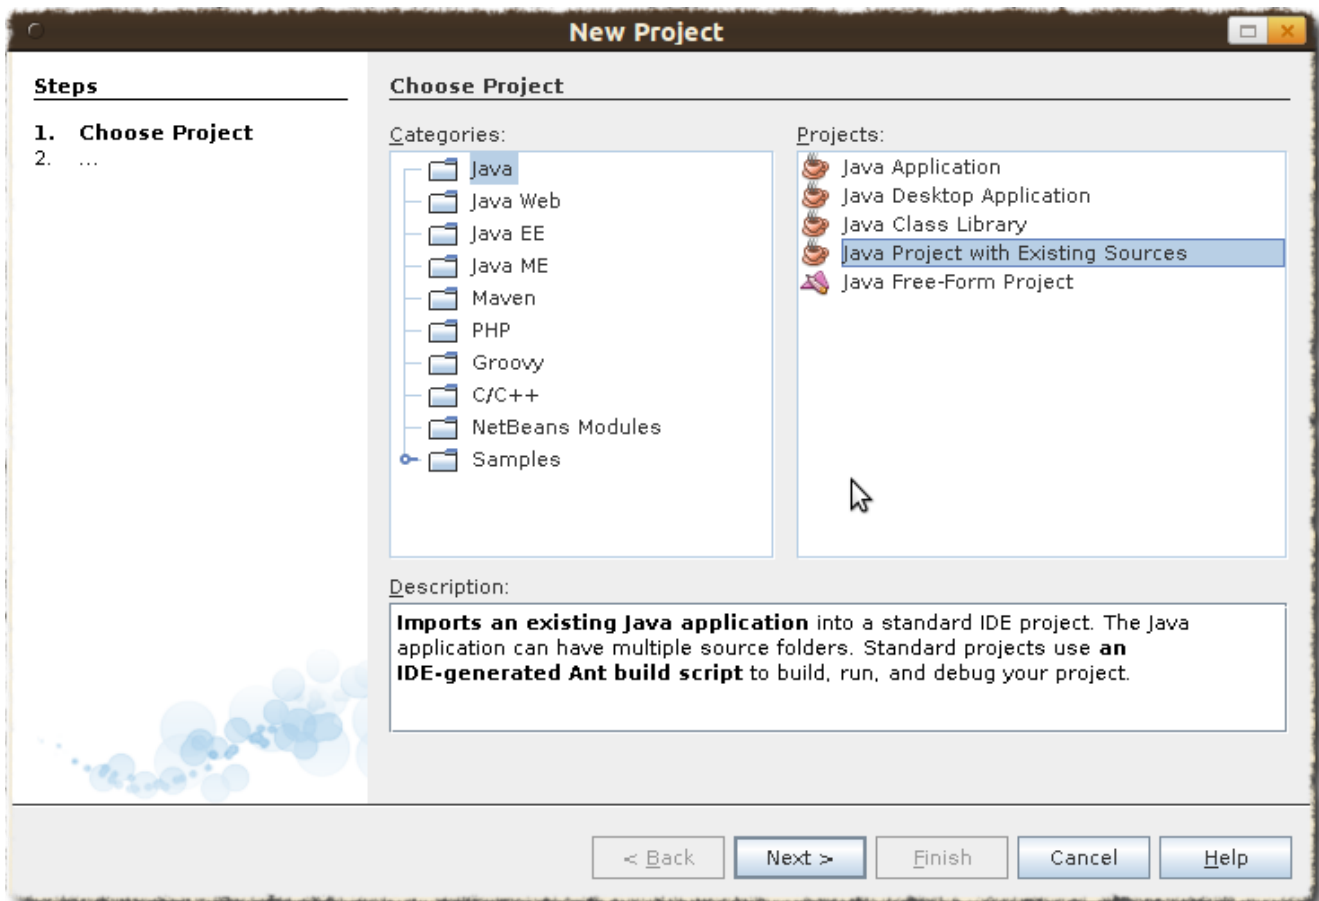 New Project
Steps
1. Choose Project
2. ...
Choose Project
Categories:
Java
Java Web
Java EE
Java ME
Maven
PHP
Groovy
C/C++
NetBeans Modules
Samples
Projects:
Java Application
Java Desktop Application
Java Class Library
Java Project with Existing Sources
Java Free-Form Project
Description:
Imports an existing Java application into a standard IDE project. The Java
application can have multiple source folders. Standard projects use an
IDE-generated Ant build script to build, run, and debug your project.
< Back
Next >
Finish
Cancel
Help